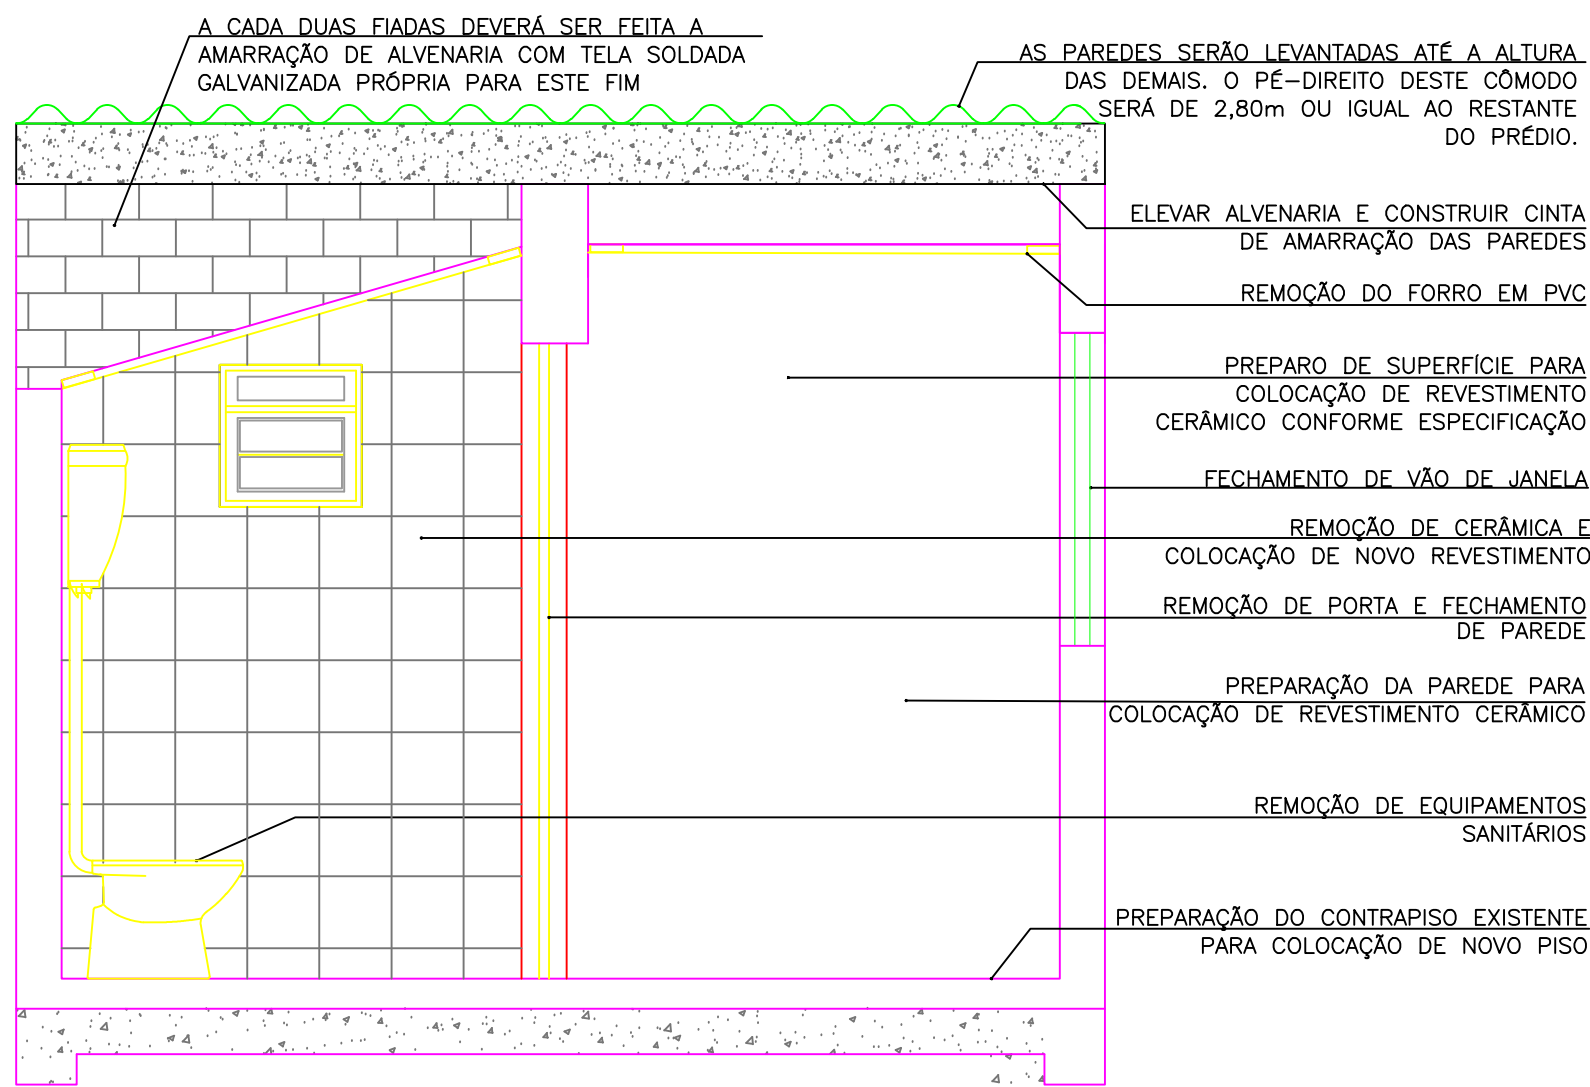 A CADA DUAS FIADAS DEVERÁ SER FEITA A
AMARRAÇÃO DE ALVENARIA COM TELA SOLDADA
GALVANIZADA PRÓPRIA PARA ESTE FIM
AS PAREDES SERÃO LEVANTADAS ATÉ A ALTURA
DAS DEMAIS. O PÉ-DIREITO DESTE CÔMODO
SERÁ DE 2,80m OU IGUAL AO RESTANTE
DO PRÉDIO.
ELEVAR ALVENARIA E CONSTRUIR CINTA
DE AMARRAÇÃO DAS PAREDES
REMOÇÃO DO FORRO EM PVC
PREPARO DE SUPERFÍCIE PARA
COLOCAÇÃO DE REVESTIMENTO
CERÂMICO CONFORME ESPECIFICAÇÃO
FECHAMENTO DE VÃO DE JANELA
REMOÇÃO DE CERÂMICA E
COLOCAÇÃO DE NOVO REVESTIMENTO
REMOÇÃO DE PORTA E FECHAMENTO
DE PAREDE
PREPARAÇÃO DA PAREDE PARA
COLOCAÇÃO DE REVESTIMENTO CERÂMICO
REMOÇÃO DE EQUIPAMENTOS
SANITÁRIOS
PREPARAÇÃO DO CONTRAPISO EXISTENTE
PARA COLOCAÇÃO DE NOVO PISO